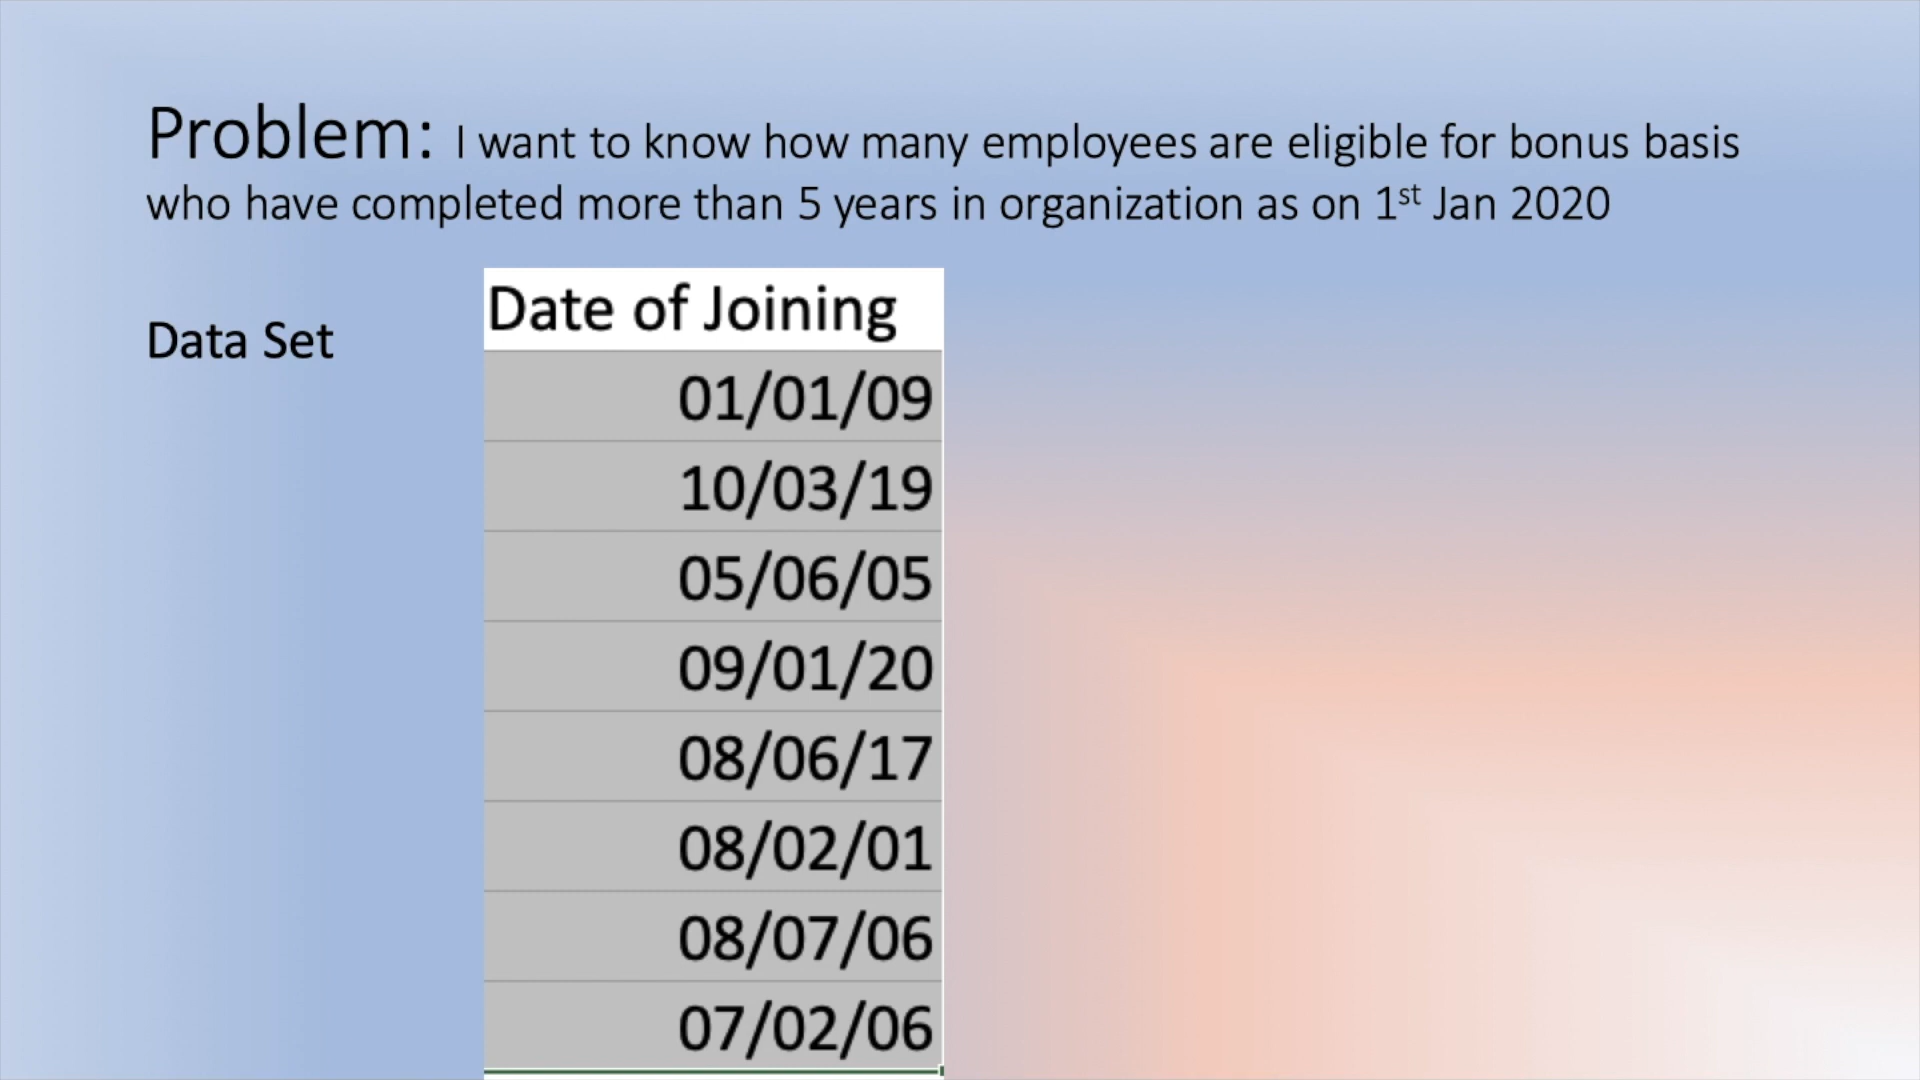 Problem: I want to know how many employees are eligible for bonus basis
who have completed more than 5 years in organization as on 1st Jan 2020
Data Set
Date of Joining
01/01/09
10/03/19
05/06/05
09/01/20
08/06/17
08/02/01
08/07/06
07/02/06